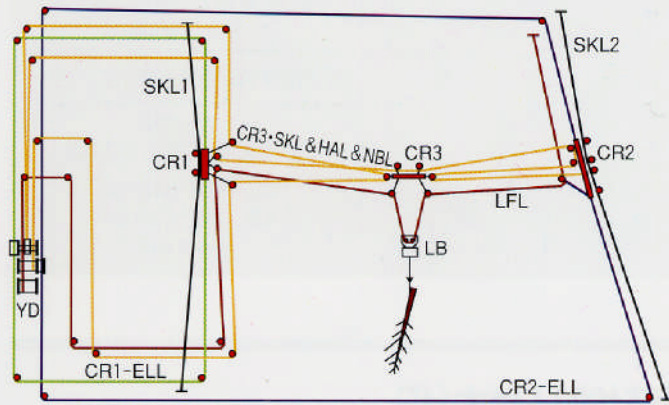 SKL2
SKL1
CR3・SKL&HAL&NBL
CR1
CR3
CR2
LFL
LB
YD
CR1-ELL
CR2-ELL